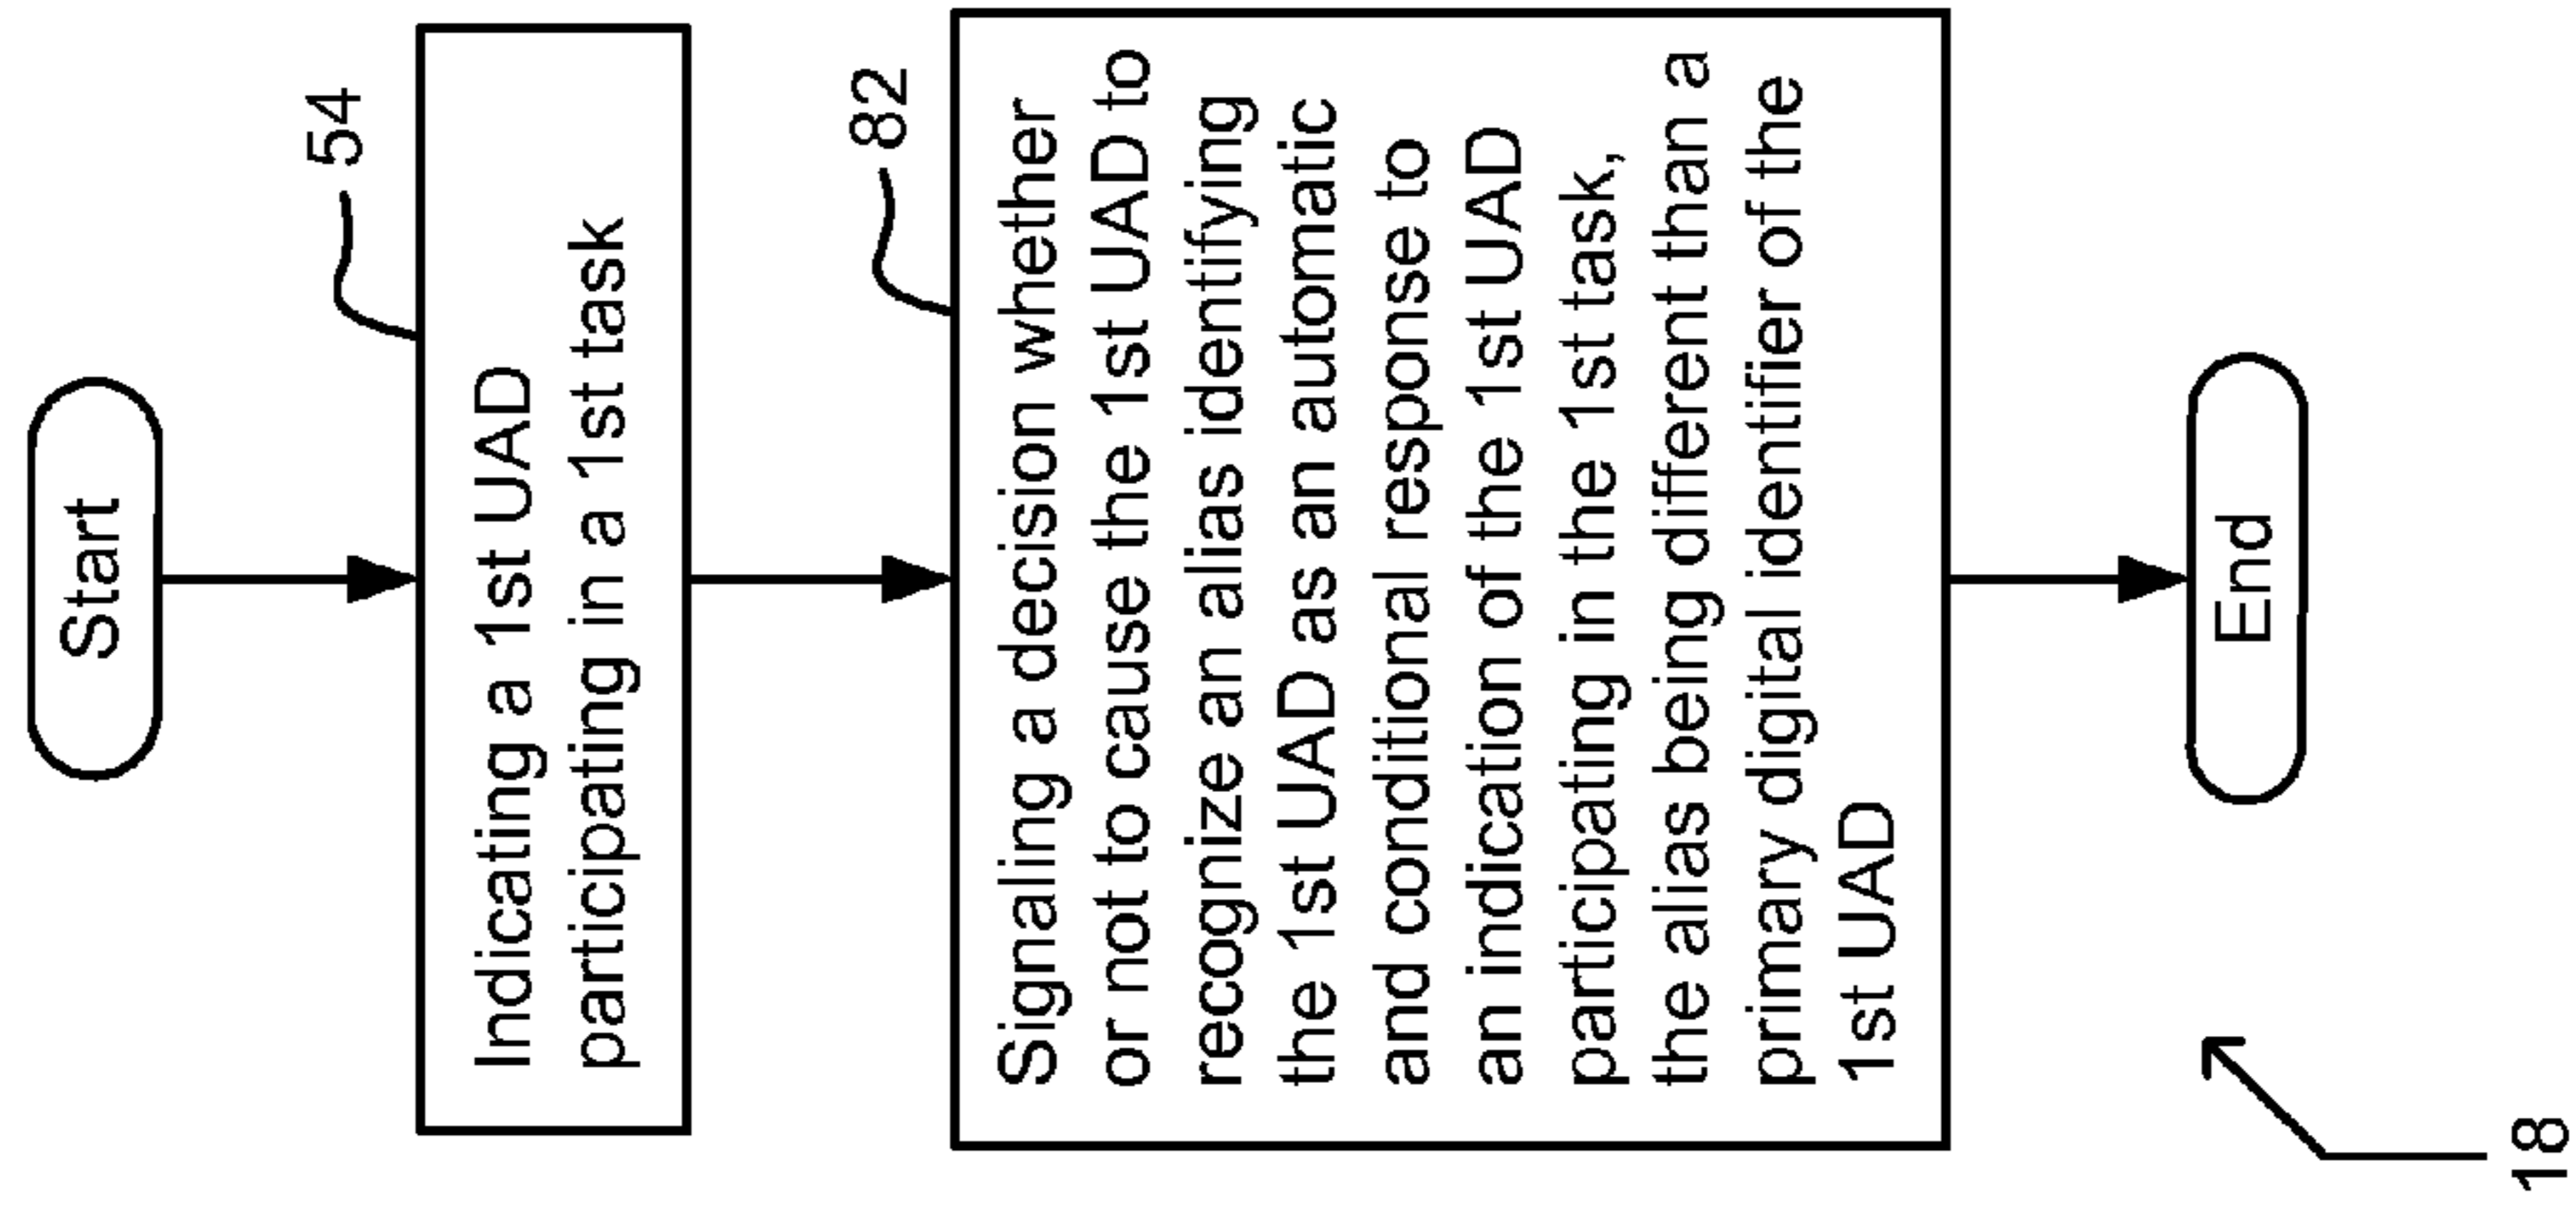 Start
54
Indicating a 1st UAD
participating in a 1st task
82
Signaling a decision whether
or not to cause the 1st UAD to
recognize an alias identifying
the 1st UAD as an automatic
and conditional response to
an indication of the 1st UAD
participating in the 1st task,
the alias being different than a
primary digital identifier of the
1st UAD
End
18